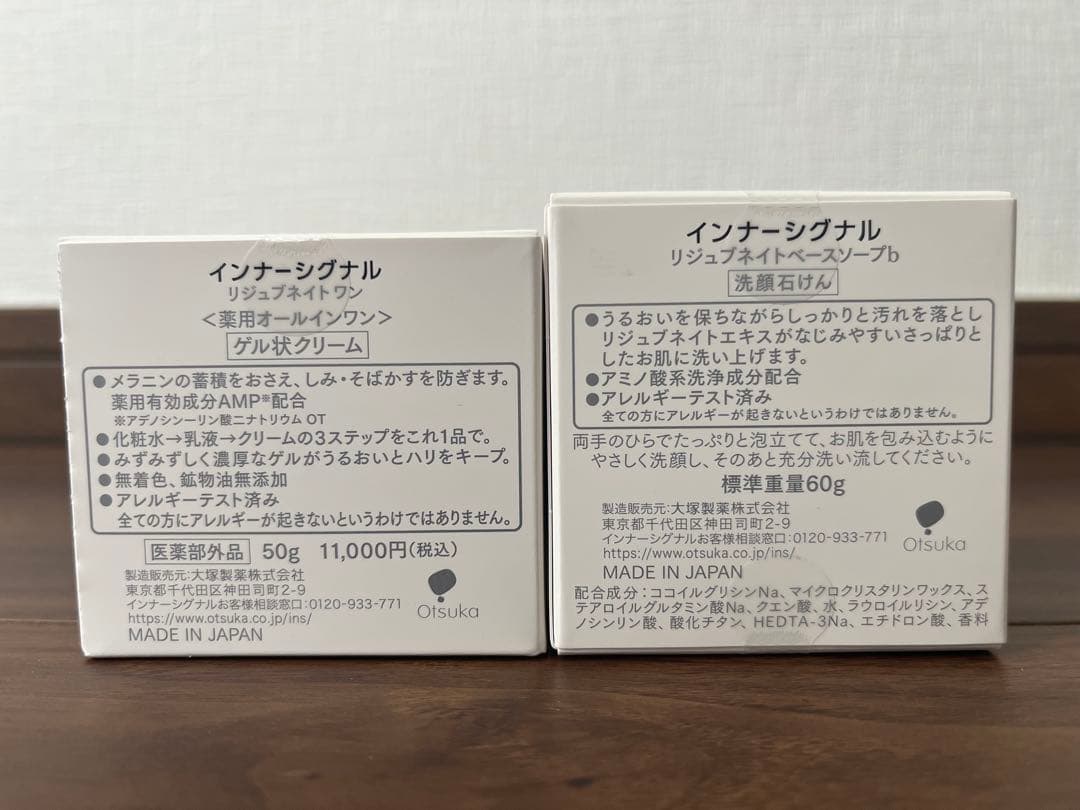 インナーシグナル
リジュブネイトワン
＜薬用オールインワン＞
ゲル状クリーム
●メラニンの蓄積をおさえ、しみ・そばかすを防ぎます。
薬用有効成分AMP※配合
※アデノシン一リン酸二ナトリウム OT
●化粧水→乳液→クリームの3ステップをこれ1品で。
●みずみずしく濃厚なゲルがうるおいとハリをキープ。
●無着色、鉱物油無添加
●アレルギーテスト済み
全ての方にアレルギーが起きないというわけではありません。
医薬部外品 50g 11,000円(税込)
製造販売元:大塚製薬株式会社
東京都千代田区神田司町2-9
インナーシグナルお客様相談窓口:0120-933-771
https://www.otsuka.co.jp/ins/
MADE IN JAPAN
Otsuka
インナーシグナル
リジュブネイトベースソープb
洗顔石けん
●うるおいを保ちながらしっかりと汚れを落とし
リジュブネイトエキスがなじみやすいさっぱりと
したお肌に洗い上げます。
●アミノ酸系洗浄成分配合
●アレルギーテスト済み
全ての方にアレルギーが起きないというわけではありません。
両手のひらでたっぷりと泡立てて、お肌を包み込むように
やさしく洗顔し、そのあと充分洗い流してください。
標準重量60g
製造販売元:大塚製薬株式会社
東京都千代田区神田司町2-9
インナーシグナルお客様相談窓口:0120-933-771
https://www.otsuka.co.jp/ins/
MADE IN JAPAN
Otsuka
配合成分:ココイルグリシンNa、マイクロクリスタリンワックス、ス
テアロイルグルタミン酸Na、クエン酸、水、ラウロイルリシン、アデ
ノシンリン酸、酸化チタン、HEDTA-3Na、エチドロン酸、香料